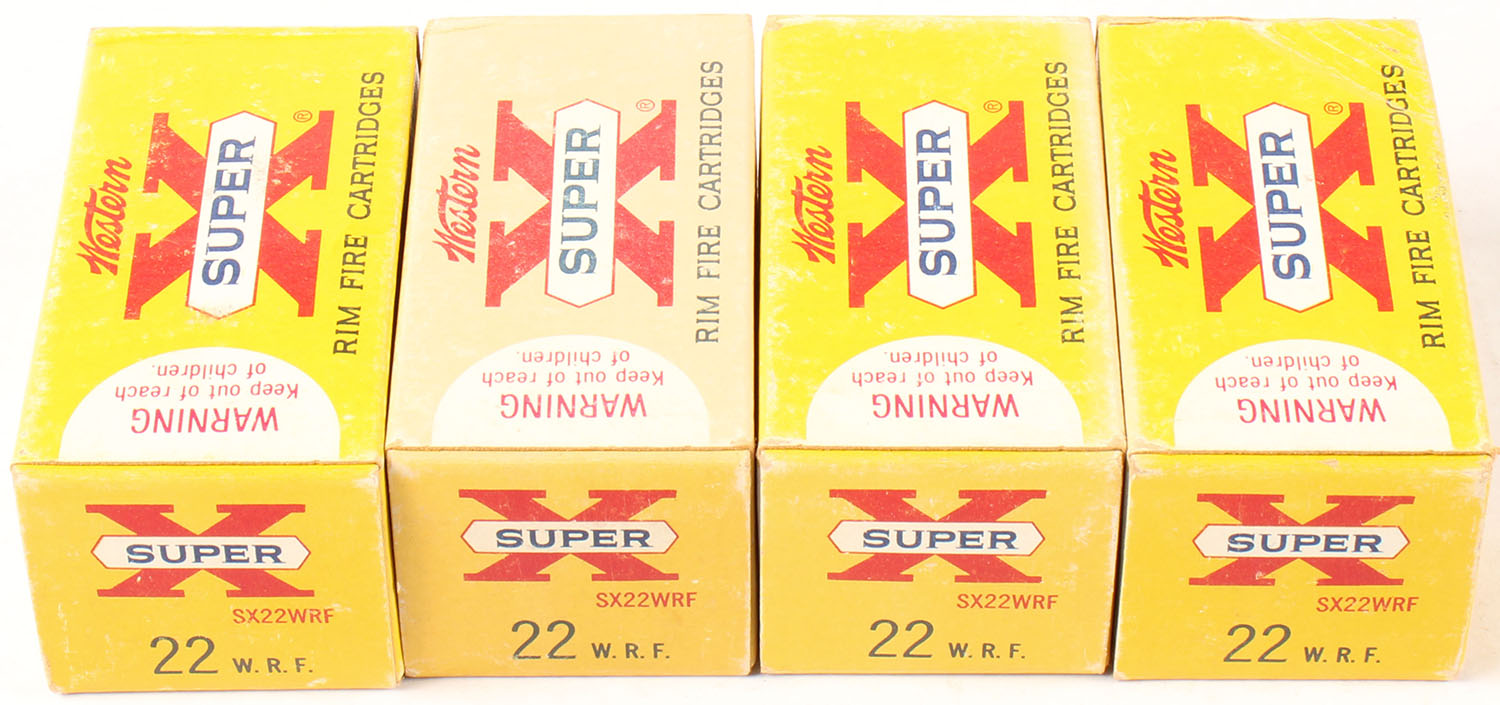 Western
SUPER X ®
RIM FIRE CARTRIDGES
WARNING
Keep out of reach
of children.
SUPER X
SX22WRF
22 W. R. F.
Western
SUPER X ®
RIM FIRE CARTRIDGES
WARNING
Keep out of reach
of children.
SUPER X
SX22WRF
22 W. R. F.
Western
SUPER X ®
RIM FIRE CARTRIDGES
WARNING
Keep out of reach
of children.
SUPER X
SX22WRF
22 W. R. F.
Western
SUPER X ®
RIM FIRE CARTRIDGES
WARNING
Keep out of reach
of children.
SUPER X
SX22WRF
22 W. R. F.